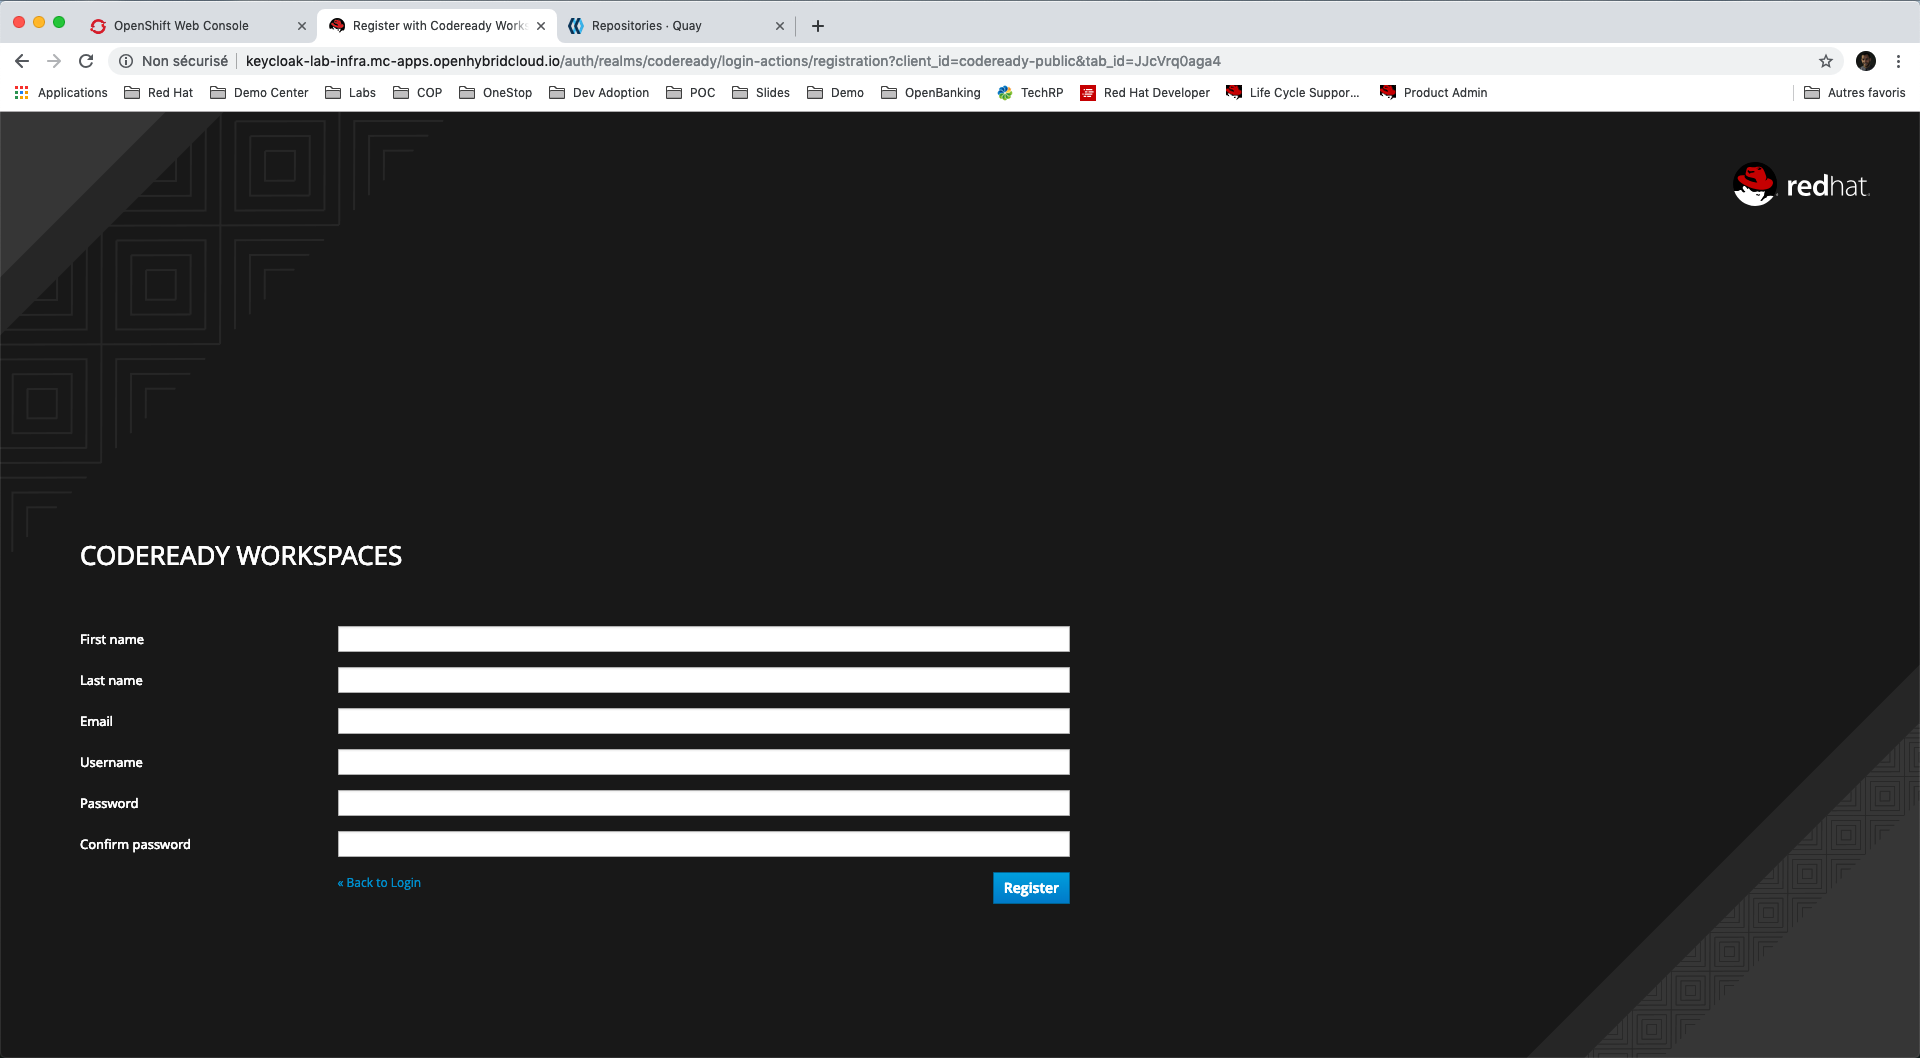 OpenShift Web Console
Register with Codeready Works
Repositories · Quay
Non sécurisé
keycloak-lab-infra.mc-apps.openhybridcloud.io/auth/realms/codeready/login-actions/registration?client_id=codeready-public&tab_id=JJcVrq0aga4
Applications Red Hat Demo Center Labs COP OneStop Dev Adoption POC Slides Demo OpenBanking TechRP Red Hat Developer Life Cycle Suppor... Product Admin Autres favoris
redhat.
CODEREADY WORKSPACES
First name
Last name
Email
Username
Password
Confirm password
« Back to Login
Register